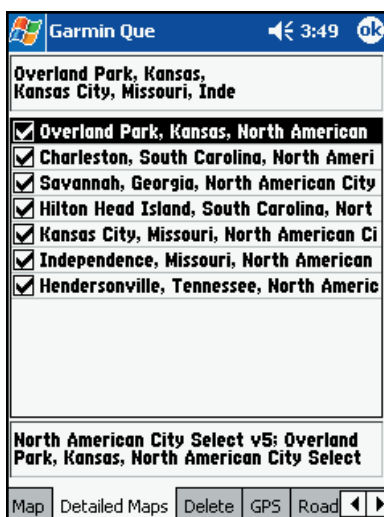 Garmin Que 3:49 ok
Overland Park, Kansas,
Kansas City, Missouri, Inde
Overland Park, Kansas, North American
Charleston, South Carolina, North Ameri
Savannah, Georgia, North American City
Hilton Head Island, South Carolina, Nort
Kansas City, Missouri, North American Ci
Independence, Missouri, North American
Hendersonville, Tennessee, North Americ
North American City Select v5; Overland
Park, Kansas, North American City Select
Map Detailed Maps Delete GPS Road